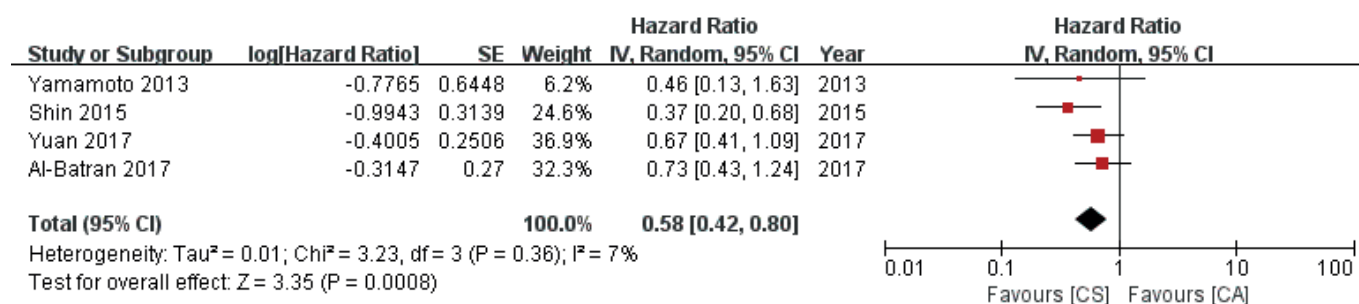 Hazard Ratio Hazard Ratio
Study or Subgroup log[Hazard Ratio] SE Weight IV, Random, 95% CI Year IV, Random, 95% CI
Yamamoto 2013 -0.7765 0.6448 6.2% 0.46 [0.13, 1.63] 2013
Shin 2015 -0.9943 0.3139 24.6% 0.37 [0.20, 0.68] 2015
Yuan 2017 -0.4005 0.2506 36.9% 0.67 [0.41, 1.09] 2017
Al-Batran 2017 -0.3147 0.27 32.3% 0.73 [0.43, 1.24] 2017
Total (95% CI) 100.0% 0.58 [0.42, 0.80]
Heterogeneity: Tau² = 0.01; Chi² = 3.23, df = 3 (P = 0.36); I² = 7%
Test for overall effect: Z = 3.35 (P = 0.0008)
0.01 0.1 1 10 100
Favours [CS] Favours [CA]